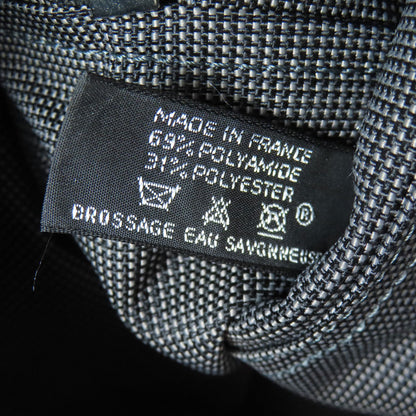 MADE IN FRANCE
69% POLYAMIDE
31% POLYESTER
®
BROSSAGE EAU SAVONNEUSE